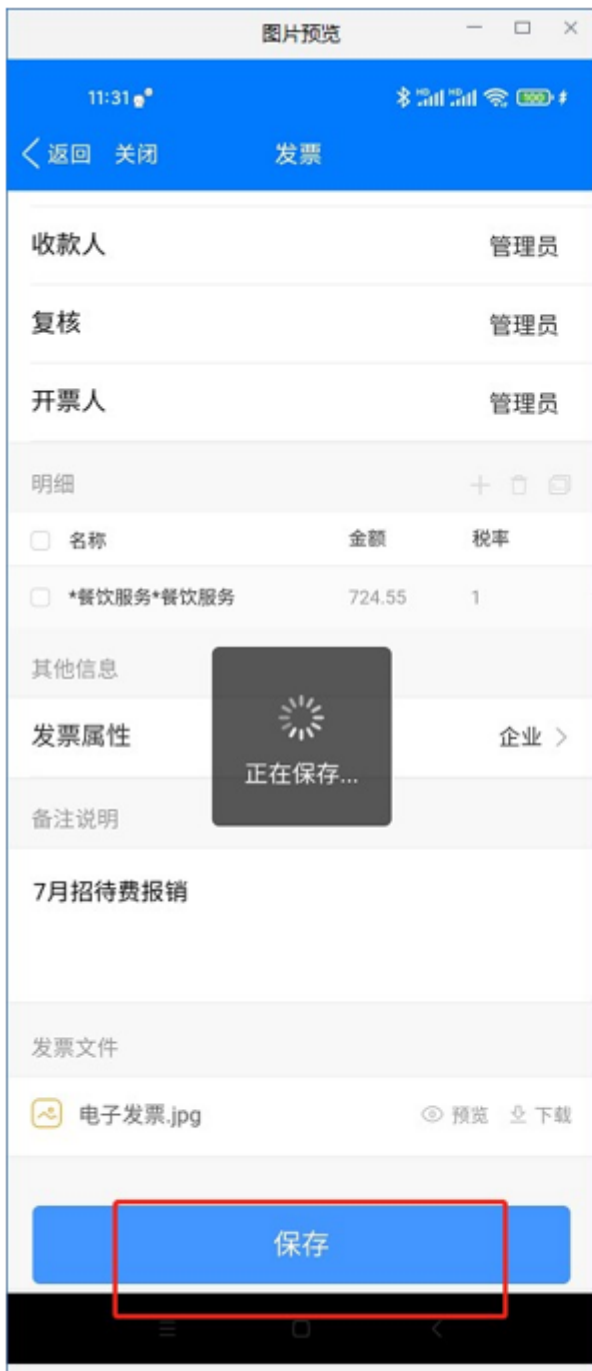 图片预览
11:31
HD HD 100
返回 关闭 发票
收款人 管理员
复核 管理员
开票人 管理员
明细
名称 金额 税率
*餐饮服务*餐饮服务 724.55 1
其他信息
发票属性 企业
正在保存...
备注说明
7月招待费报销
发票文件
电子发票.jpg 预览 下载
保存